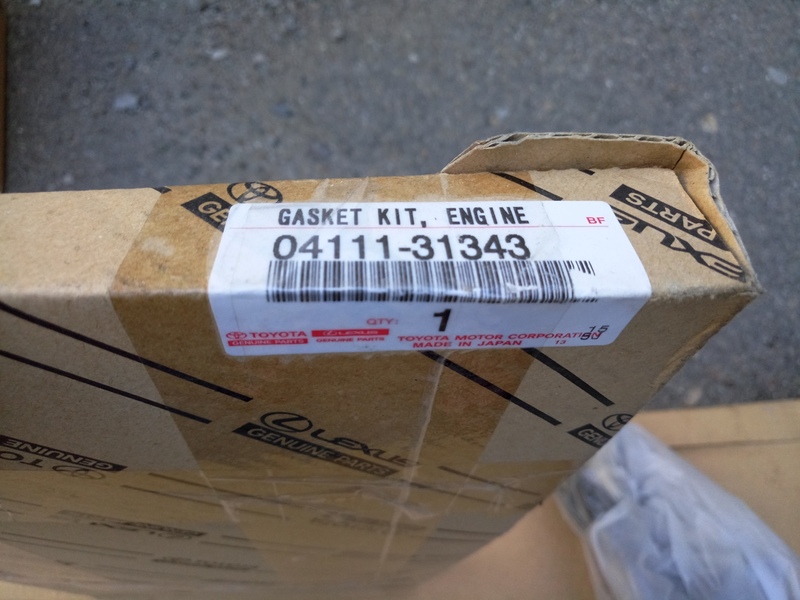 GASKET KIT, ENGINE
BF
04111-31343
QTY: 1
TOYOTA
GENUINE PARTS
LEXUS
GENUINE PARTS
TOYOTA MOTOR CORPORATION
MADE IN JAPAN 13
PARTS
LEXUS
GENUINE PARTS
GENUINE